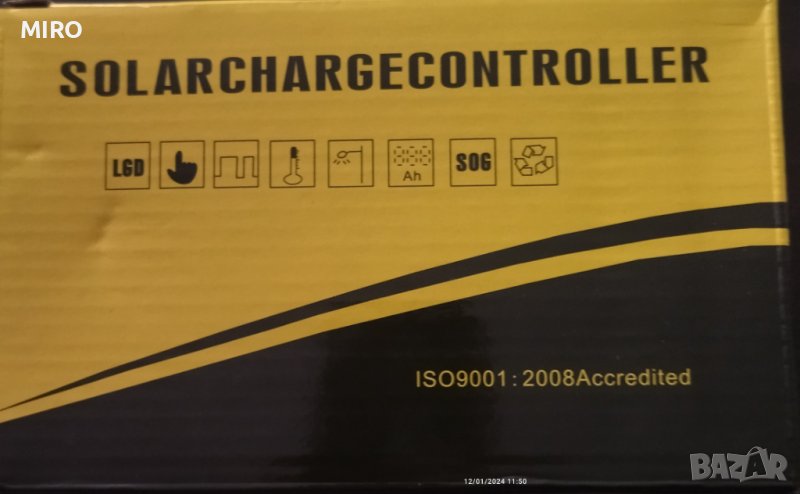 MIRO
SOLARCHARGECONTROLLER
LGD
Ah
SOG
ISO9001:2008Accredited
12/01/2024 11:50
BAZAR